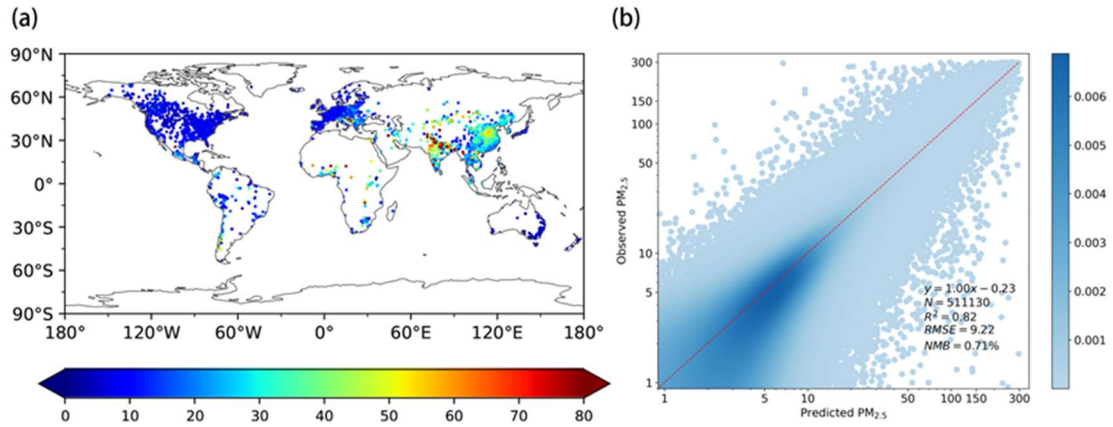 (a)
90°N
60°N
30°N
0°
30°S
60°S
90°S
180° 120°W 60°W 0° 60°E 120°E 180°
0 10 20 30 40 50 60 70 80
(b)
300
150
100
50
10
5
1
Observed PM2.5
y = 1.00x − 0.23
N = 511130
R² = 0.82
RMSE = 9.22
NMB = 0.71%
1 5 10 50 100 150 300
Predicted PM2.5
0.006
0.005
0.004
0.003
0.002
0.001